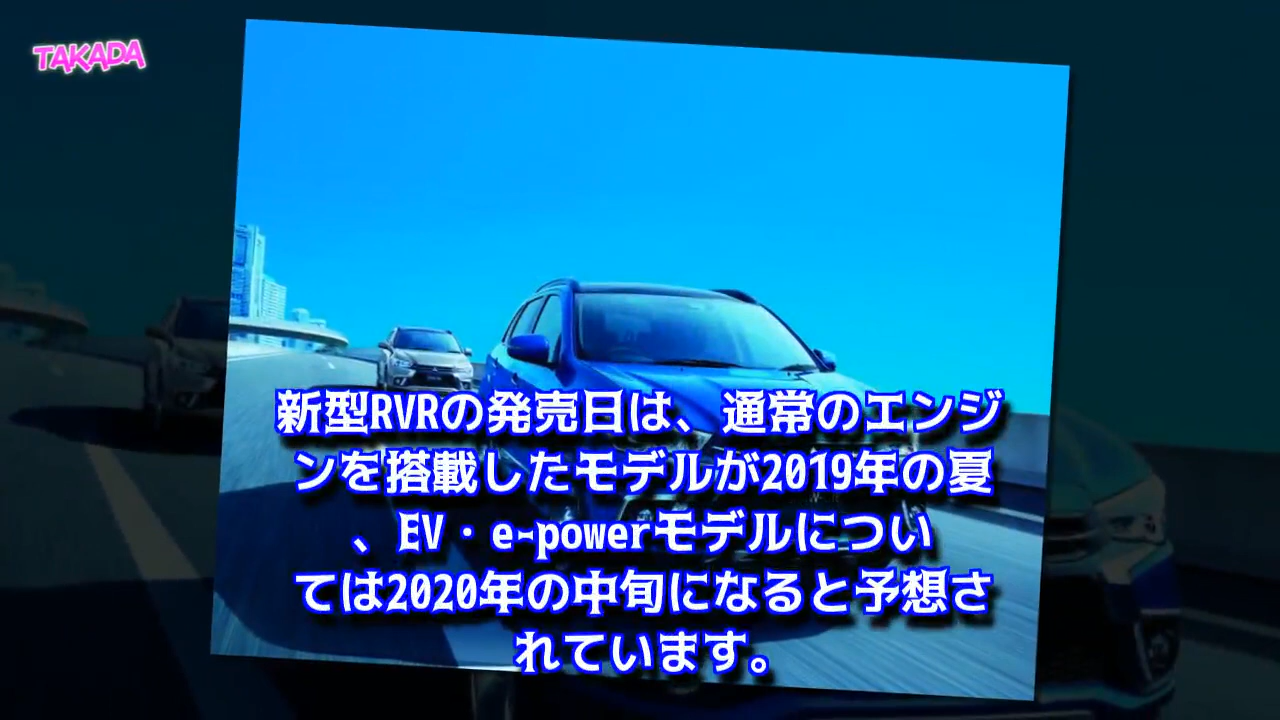 TAKADA
新型RVRの発売日は、通常のエンジ
ンを搭載したモデルが2019年の夏
、EV・e-powerモデルについ
ては2020年の中旬になると予想さ
れています。